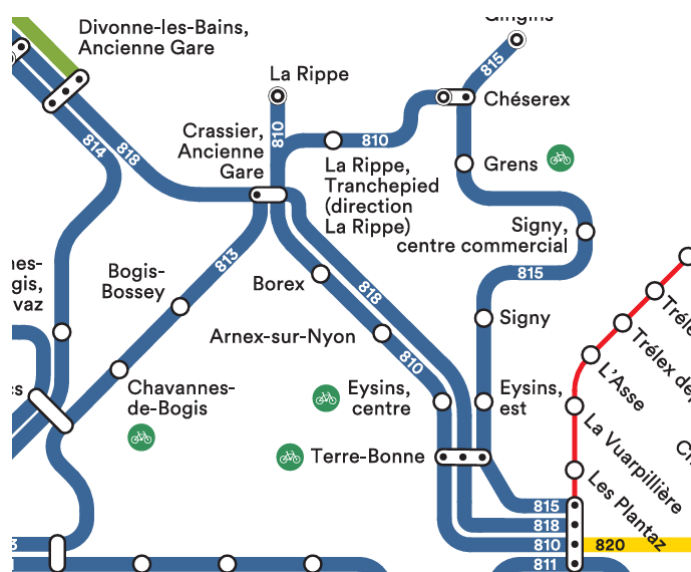 Gingins
Divonne-les-Bains,
Ancienne Gare
815
La Rippe
Chéserex
814
818
Crassier,
Ancienne
Gare
810
810
La Rippe,
Tranchepied
(direction
La Rippe)
Grens
Signy,
centre commercial
813
815
Bogis-
Bossey
Borex
818
Signy
Arnex-sur-Nyon
810
Trélex
L'Asse
Chavannes-
de-Bogis
Eysins,
centre
Eysins,
est
La Vuarpillière
Terre-Bonne
Les Plantaz
815
818
810
820
811